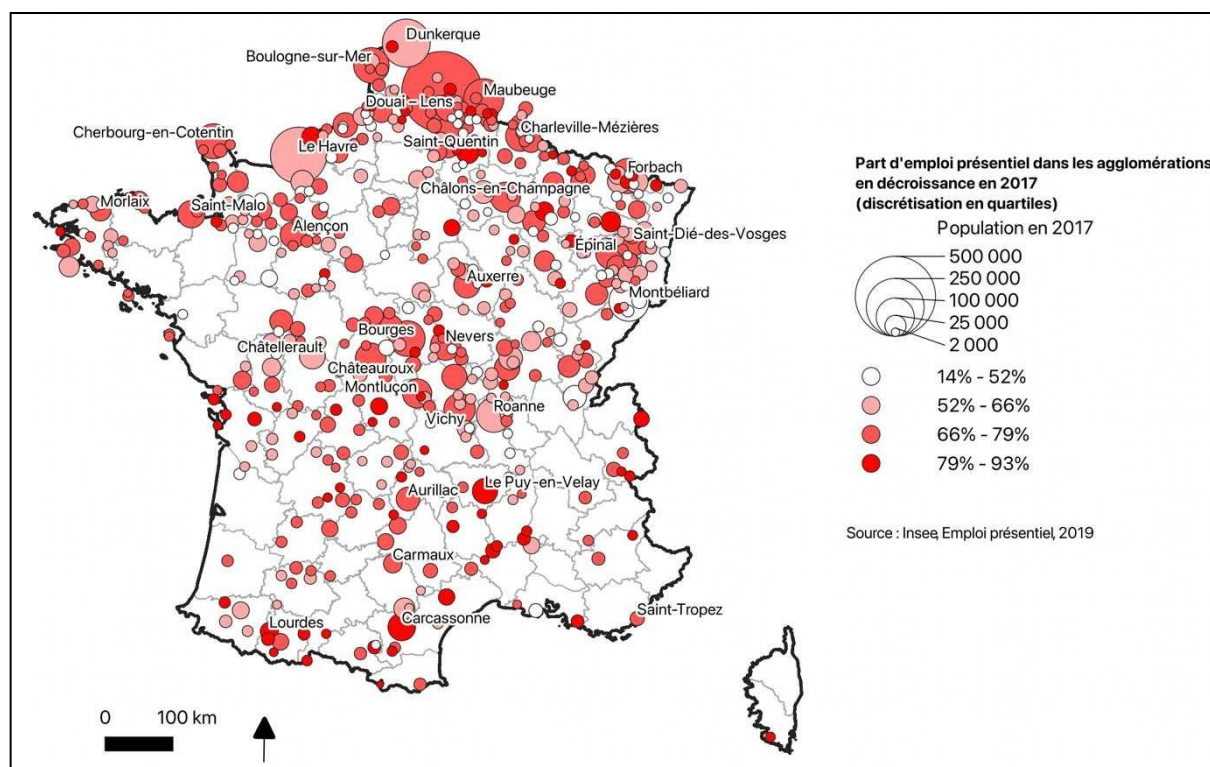 Dunkerque
Boulogne-sur-Mer
Maubeuge
Douai – Lens
Cherbourg-en-Cotentin
Charleville-Mézières
Le Havre
Saint-Quentin
Forbach
Châlons-en-Champagne
Morlaix
Saint-Malo
Alençon
Saint-Dié-des-Vosges
Épinal
Auxerre
Montbéliard
Bourges
Nevers
Châtellerault
Châteauroux
Montluçon
Roanne
Vichy
Aurillac
Le Puy-en-Velay
Carmaux
Saint-Tropez
Lourdes
Carcassonne
0 100 km
Part d'emploi présentiel dans les agglomérations
en décroissance en 2017
(discrétisation en quartiles)
Population en 2017
500 000
250 000
100 000
25 000
2 000
14% - 52%
52% - 66%
66% - 79%
79% - 93%
Source : Insee, Emploi présentiel, 2019